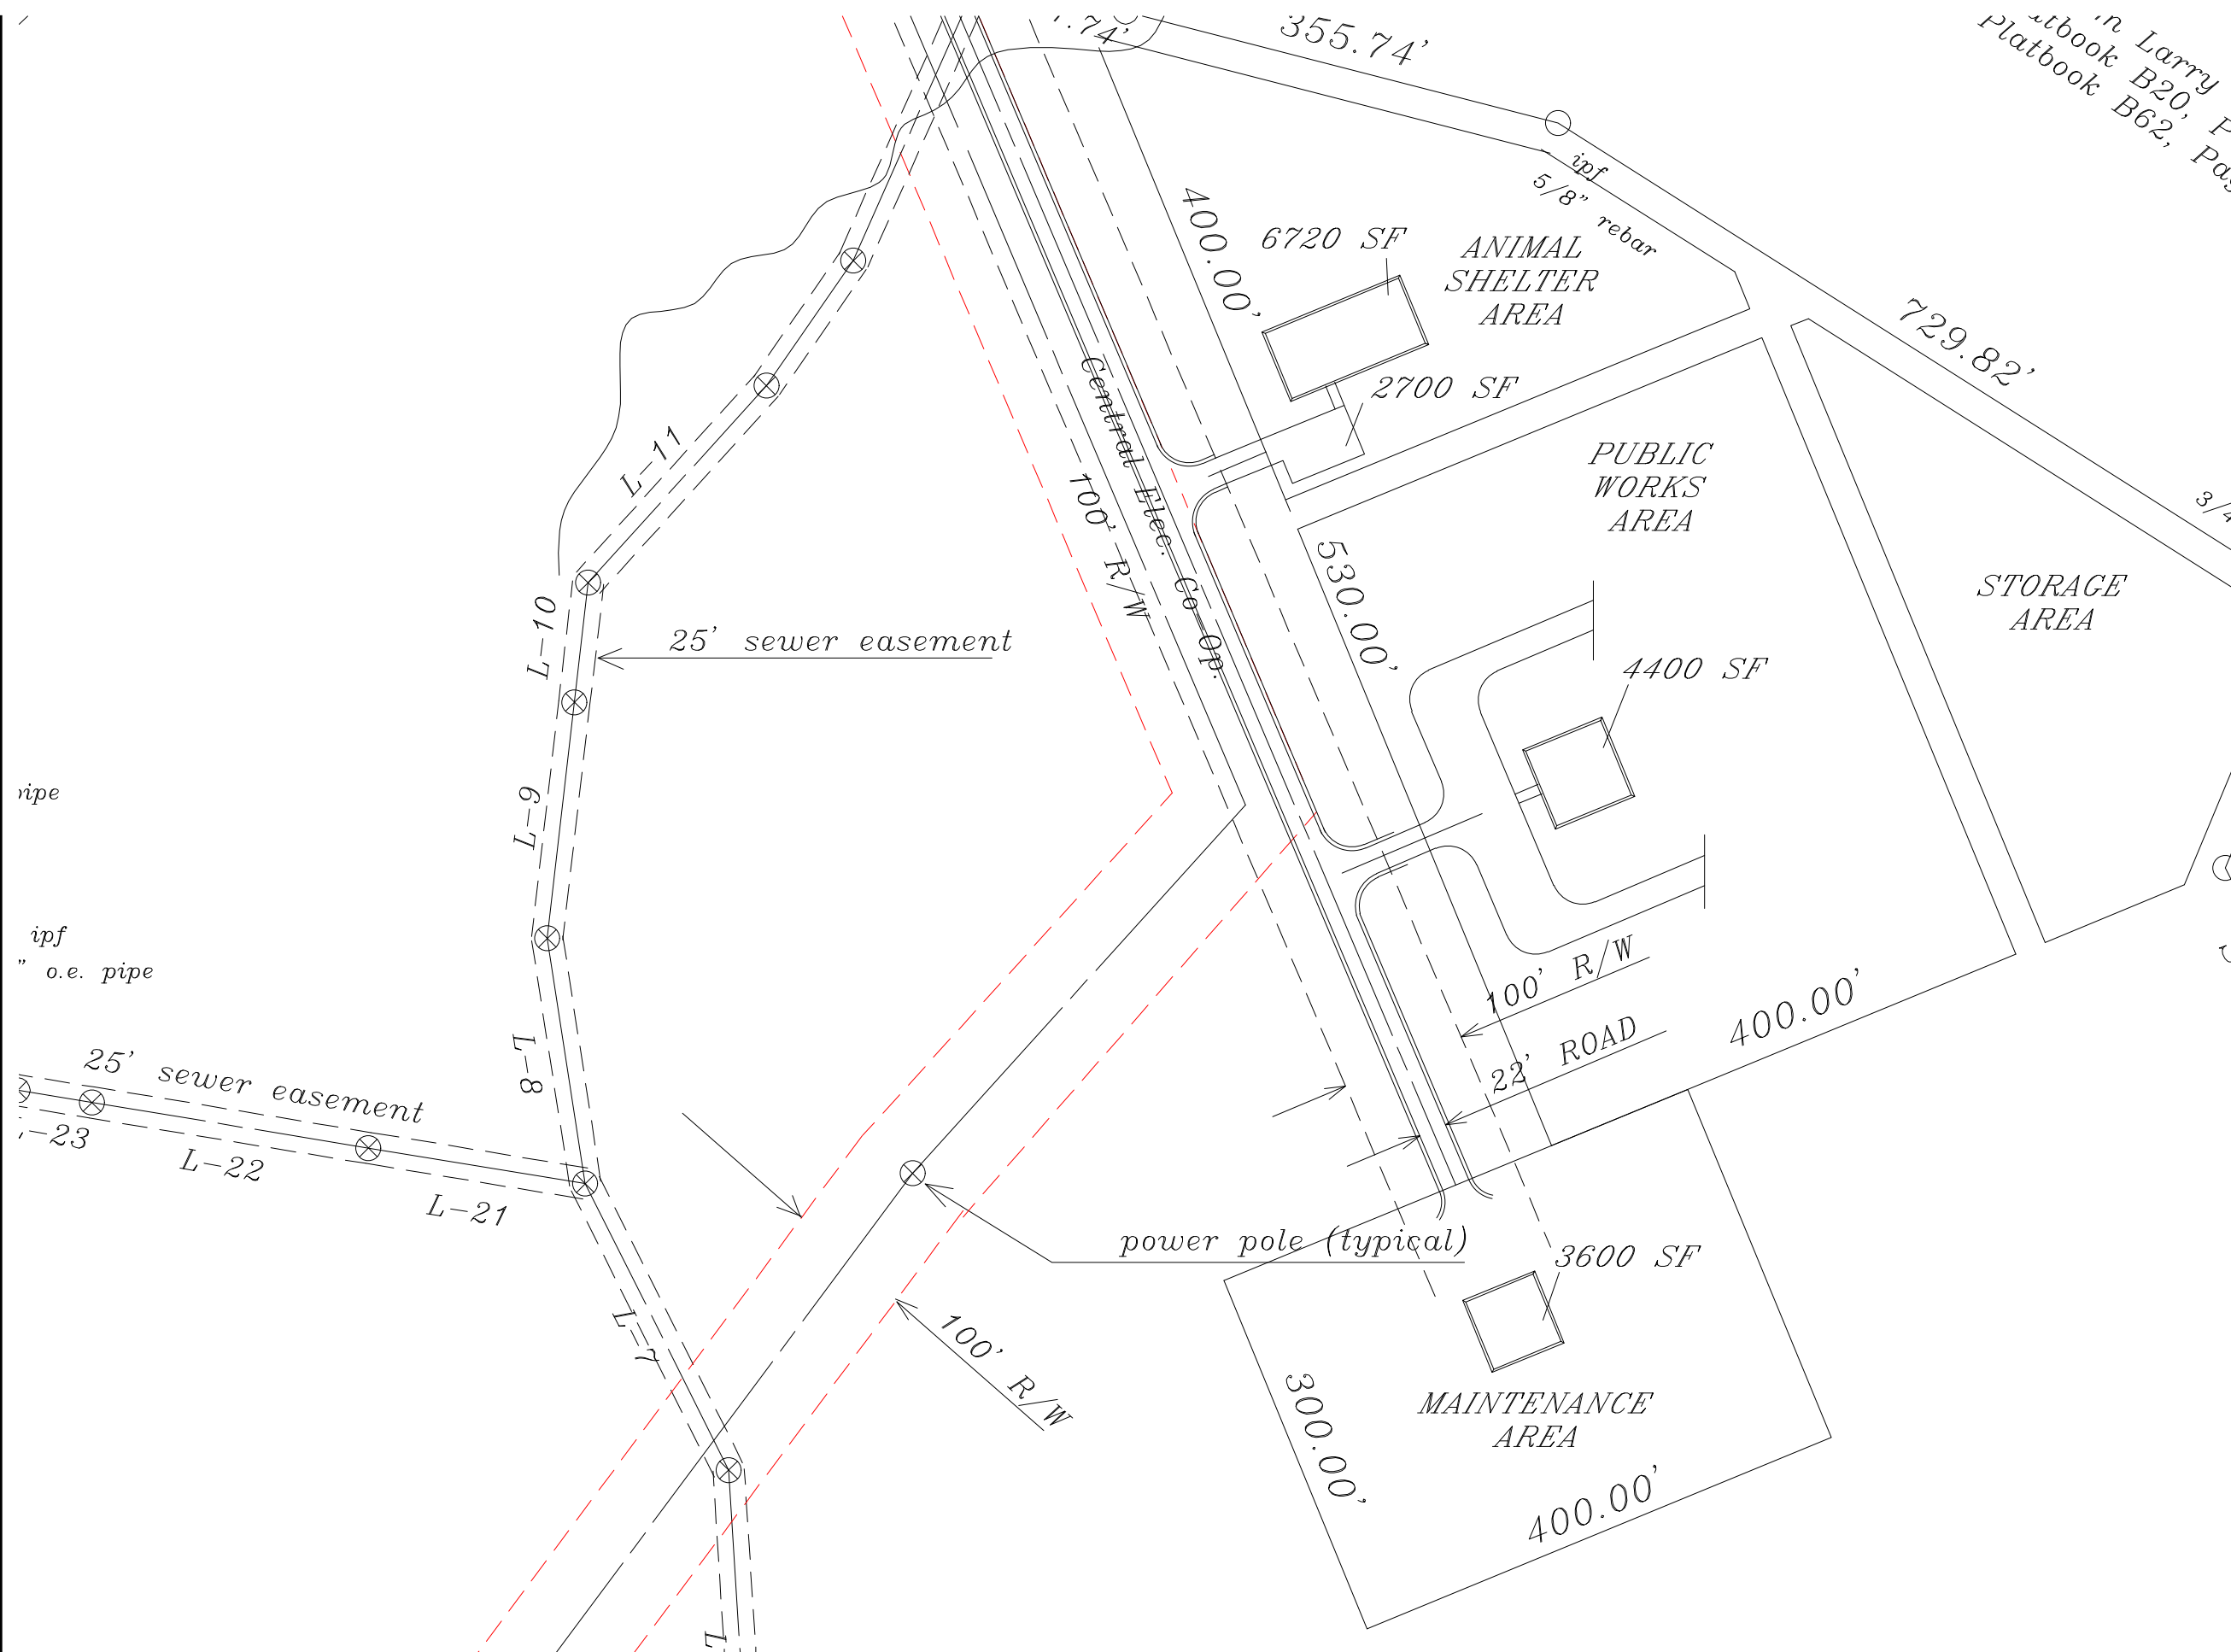 355.74'
.74'
Larry
B20,
Platbook B62,
ipf
5/8" rebar
400.00'
6720 SF
ANIMAL
SHELTER
AREA
729.82'
2700 SF
Central Elec. Co Op.
100' R/W
PUBLIC
WORKS
AREA
L-11
530.00'
STORAGE
AREA
L-10
25' sewer easement
4400 SF
L-9
ipf
" o.e. pipe
100' R/W
400.00'
22' ROAD
L-8
25' sewer easement
-23
L-22
L-21
power pole (typical)
3600 SF
L-7
100' R/W
300.00'
MAINTENANCE
AREA
400.00'
L